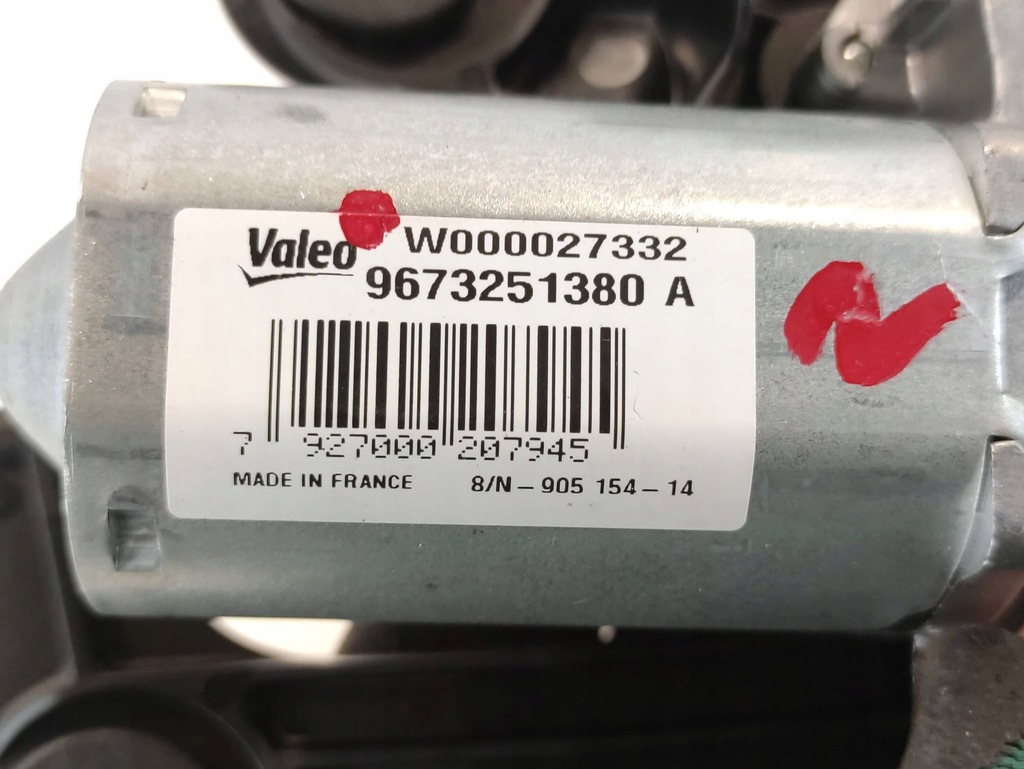 Valeo W000027332
9673251380 A
7 927000 207945
MADE IN FRANCE 8/N - 905 154 - 14